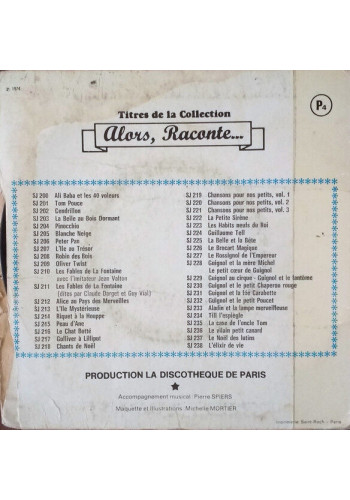 ℗ 1974
P4
Titres de la Collection
Alors, Raconte...
SJ 200 Ali Baba et les 40 voleurs
SJ 201 Tom Pouce
SJ 202 Cendrillon
SJ 203 La Belle au Bois Dormant
SJ 204 Pinocchio
SJ 205 Blanche Neige
SJ 206 Peter Pan
SJ 207 L'Ile au Trésor
SJ 208 Robin des Bois
SJ 209 Oliver Twist
SJ 210 Les Fables de La Fontaine
avec l'imitateur Jean Valton
SJ 211 Les Fables de La Fontaine
(dites par Claude Dorget et Guy Vial)
SJ 212 Alice au Pays des Merveilles
SJ 213 L'Ile Mystérieuse
SJ 214 Riquet à la Houppe
SJ 215 Peau d'Ane
SJ 216 Le Chat Botté
SJ 217 Gulliver à Lilliput
SJ 218 Chants de Noël
SJ 219 Chansons pour nos petits, vol. 1
SJ 220 Chansons pour nos petits, vol. 2
SJ 221 Chansons pour nos petits, vol. 3
SJ 222 La Petite Sirène
SJ 223 Les Habits neufs du Roi
SJ 224 Guillaume Tell
SJ 225 La Belle et la Bête
SJ 226 Le Briquet Magique
SJ 227 Le Rossignol de l'Empereur
SJ 228 Guignol et la mère Michel
Le petit cœur de Guignol
SJ 229 Guignol au cirque - Guignol et le fantôme
SJ 230 Guignol et le petit Chaperon rouge
SJ 231 Guignol et la fée Carabette
SJ 232 Guignol et le petit Poucet
SJ 233 Aladin et la lampe merveilleuse
SJ 234 Till l'espiègle
SJ 235 La case de l'oncle Tom
SJ 236 Le vilain petit canard
SJ 237 Le Noël des lutins
SJ 238 L'élixir de vie
PRODUCTION LA DISCOTHEQUE DE PARIS
Accompagnement musical : Pierre SPIERS
Maquette et Illustrations : Michelle MORTIER
Imprimerie Saint-Roch - Paris